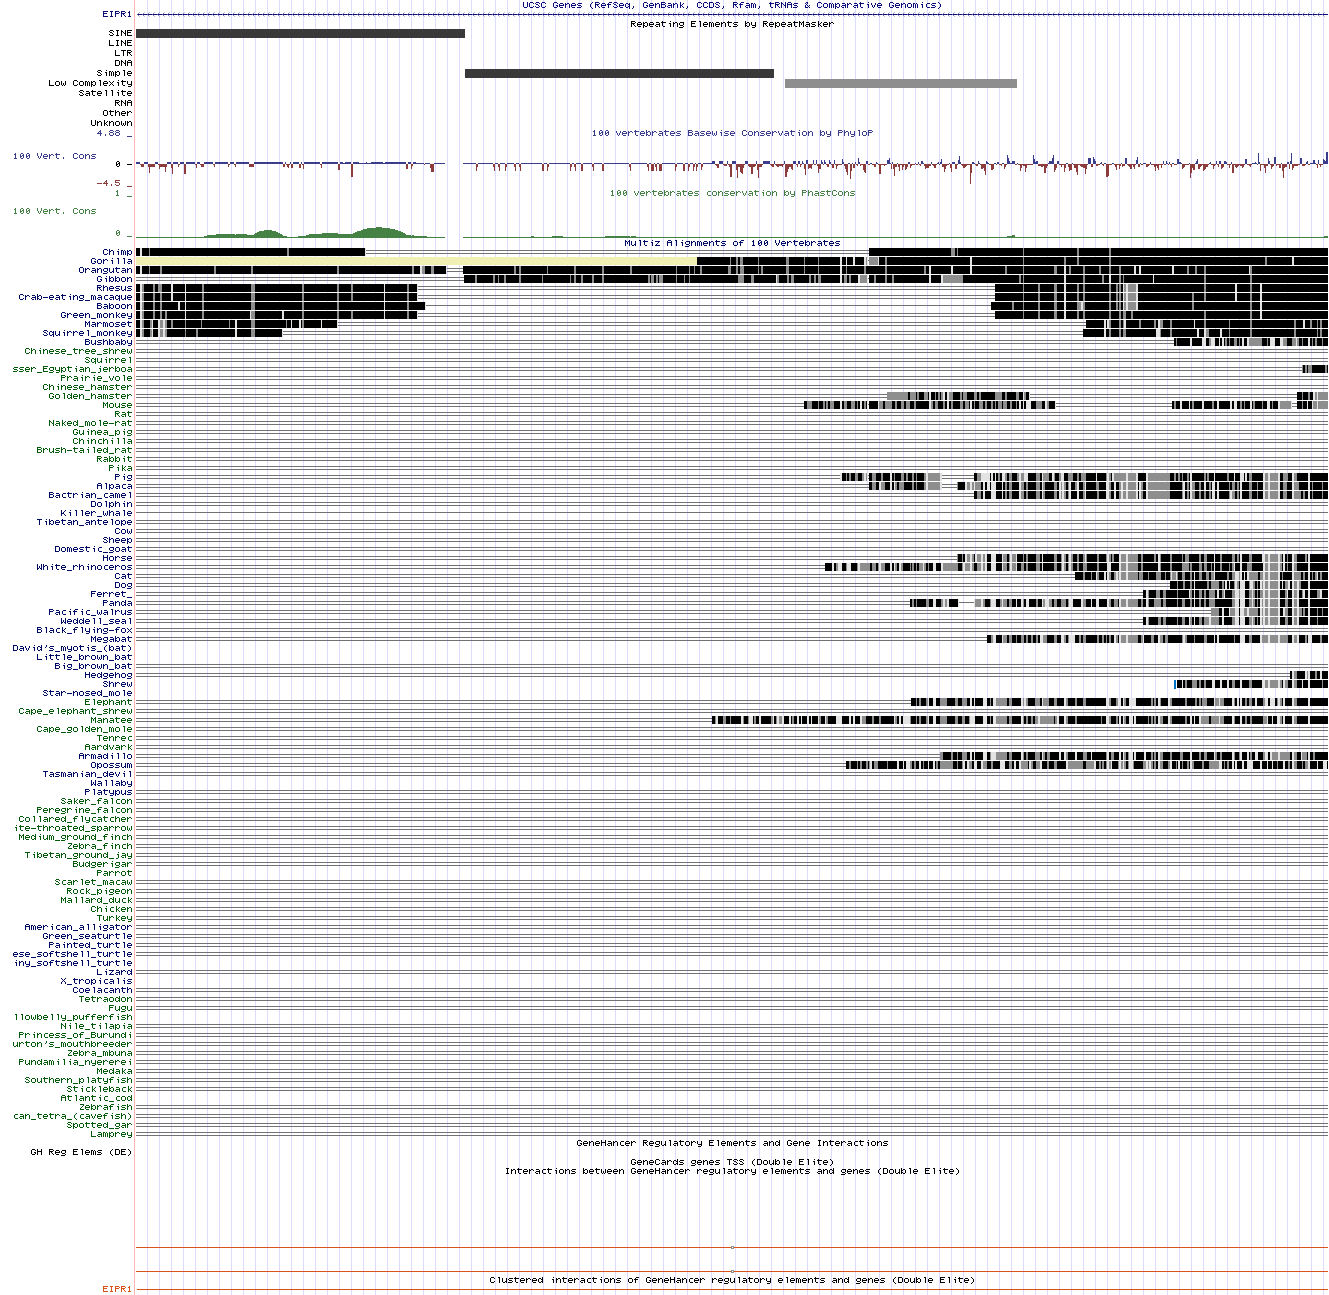 UCSC Genes (RefSeq, GenBank, CCDS, Rfam, tRNAs & Comparative Genomics)
EIPR1
Repeating Elements by RepeatMasker
SINE
LINE
LTR
DNA
Simple
Low Complexity
Satellite
RNA
Other
Unknown
4.88 _
100 vertebrates Basewise Conservation by PhyloP
100 Vert. Cons
0 _
-4.5 _
1 _
100 vertebrates conservation by PhastCons
100 Vert. Cons
0 _
Multiz Alignments of 100 Vertebrates
Chimp
Gorilla
Orangutan
Gibbon
Rhesus
Crab-eating_macaque
Baboon
Green_monkey
Marmoset
Squirrel_monkey
Bushbaby
Chinese_tree_shrew
Squirrel
sser_Egyptian_jerboa
Prairie_vole
Chinese_hamster
Golden_hamster
Mouse
Rat
Naked_mole-rat
Guinea_pig
Chinchilla
Brush-tailed_rat
Rabbit
Pika
Pig
Alpaca
Bactrian_camel
Dolphin
Killer_whale
Tibetan_antelope
Cow
Sheep
Domestic_goat
Horse
White_rhinoceros
Cat
Dog
Ferret_
Panda
Pacific_walrus
Weddell_seal
Black_flying-fox
Megabat
David's_myotis_(bat)
Little_brown_bat
Big_brown_bat
Hedgehog
Shrew
Star-nosed_mole
Elephant
Cape_elephant_shrew
Manatee
Cape_golden_mole
Tenrec
Aardvark
Armadillo
Opossum
Tasmanian_devil
Wallaby
Platypus
Saker_falcon
Peregrine_falcon
Collared_flycatcher
ite-throated_sparrow
Medium_ground_finch
Zebra_finch
Tibetan_ground_jay
Budgerigar
Parrot
Scarlet_macaw
Rock_pigeon
Mallard_duck
Chicken
Turkey
American_alligator
Green_seaturtle
Painted_turtle
ese_softshell_turtle
iny_softshell_turtle
Lizard
X_tropicalis
Coelacanth
Tetraodon
Fugu
llowbelly_pufferfish
Nile_tilapia
Princess_of_Burundi
urton's_mouthbreeder
Zebra_mbuna
Pundamilia_nyererei
Medaka
Southern_platyfish
Stickleback
Atlantic_cod
Zebrafish
can_tetra_(cavefish)
Spotted_gar
Lamprey
GeneHancer Regulatory Elements and Gene Interactions
GH Reg Elems (DE)
GeneCards genes TSS (Double Elite)
Interactions between GeneHancer regulatory elements and genes (Double Elite)
Clustered interactions of GeneHancer regulatory elements and genes (Double Elite)
EIPR1